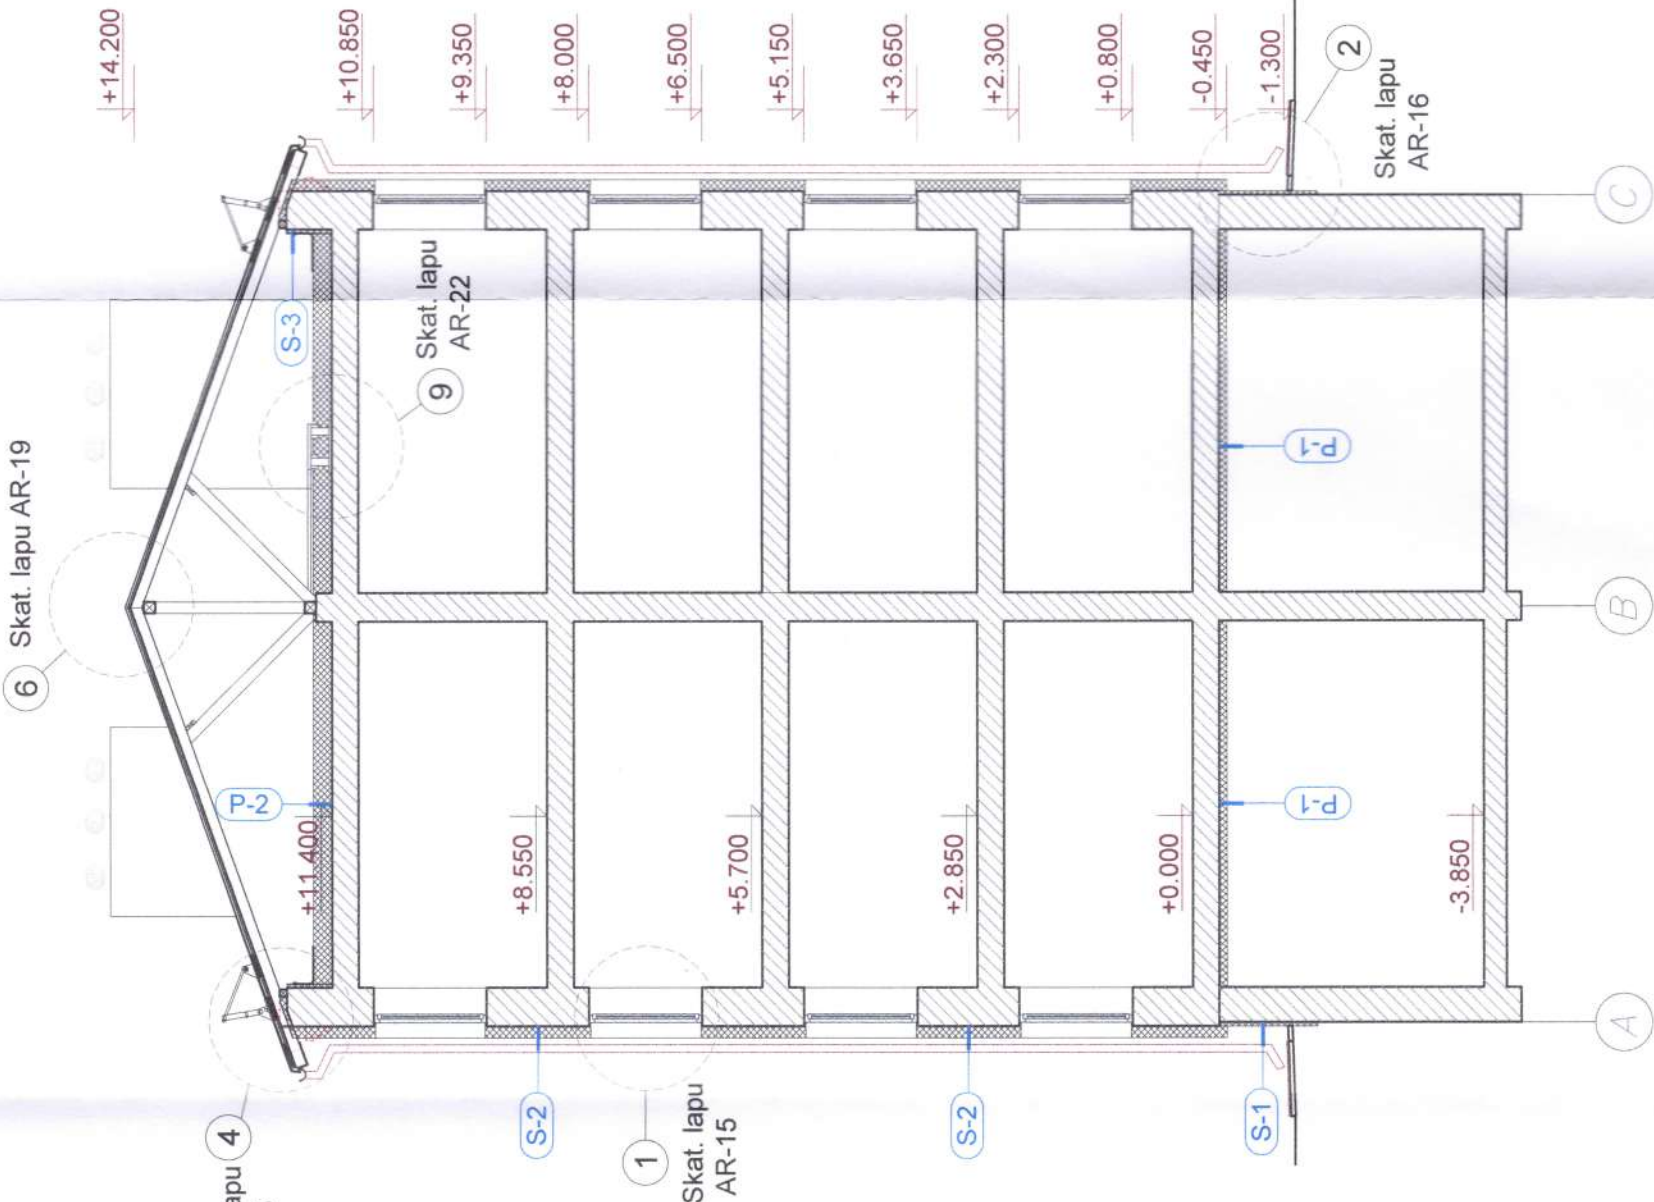 6
Skat. lapu AR-19
+14.200
+10.850
+9.350
+8.000
+6.500
+5.150
+3.650
+2.300
+0.800
-0.450
-1.300
2
Skat. lapu
AR-16
S-3
Skat. lapu
AR-22
9
P-2
+11.400
+8.550
+5.700
+2.850
+0.000
-3.850
P-1
P-1
4
S-2
1
Skat. lapu
AR-15
S-2
S-1
A
B
C